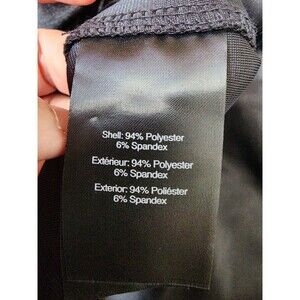 Shell: 94% Polyester
6% Spandex
Extérieur: 94% Polyester
6% Spandex
Exterior: 94% Poliéster
6% Spandex